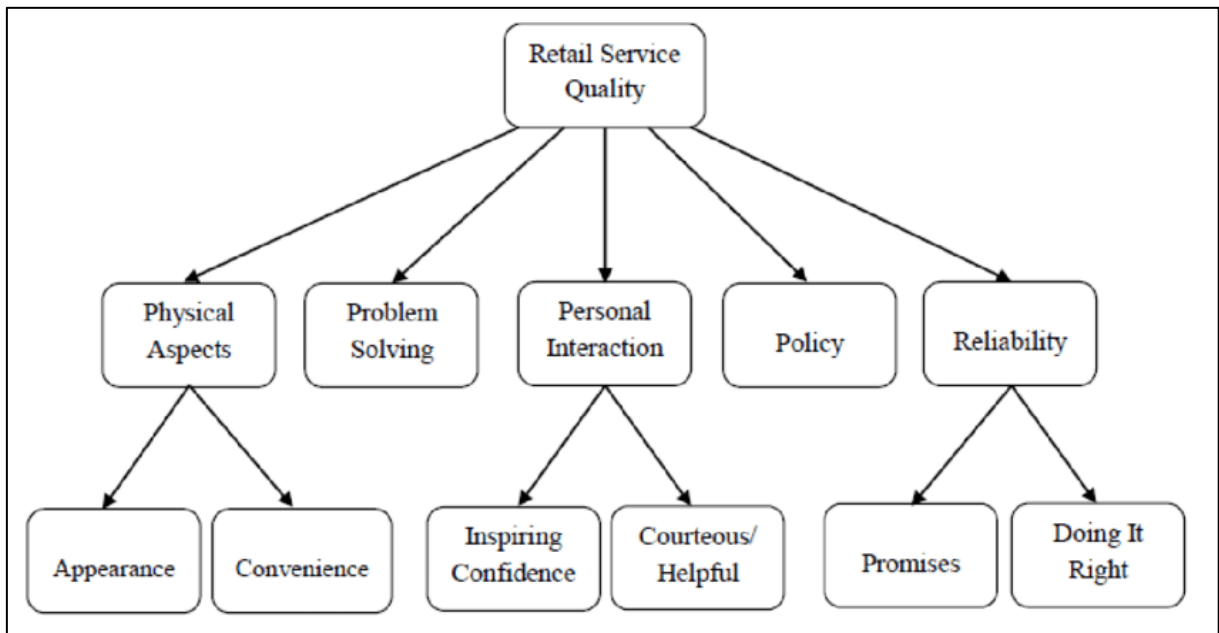 Retail Service
Quality
Physical
Aspects
Problem
Solving
Personal
Interaction
Policy
Reliability
Appearance
Convenience
Inspiring
Confidence
Courteous/
Helpful
Promises
Doing It
Right